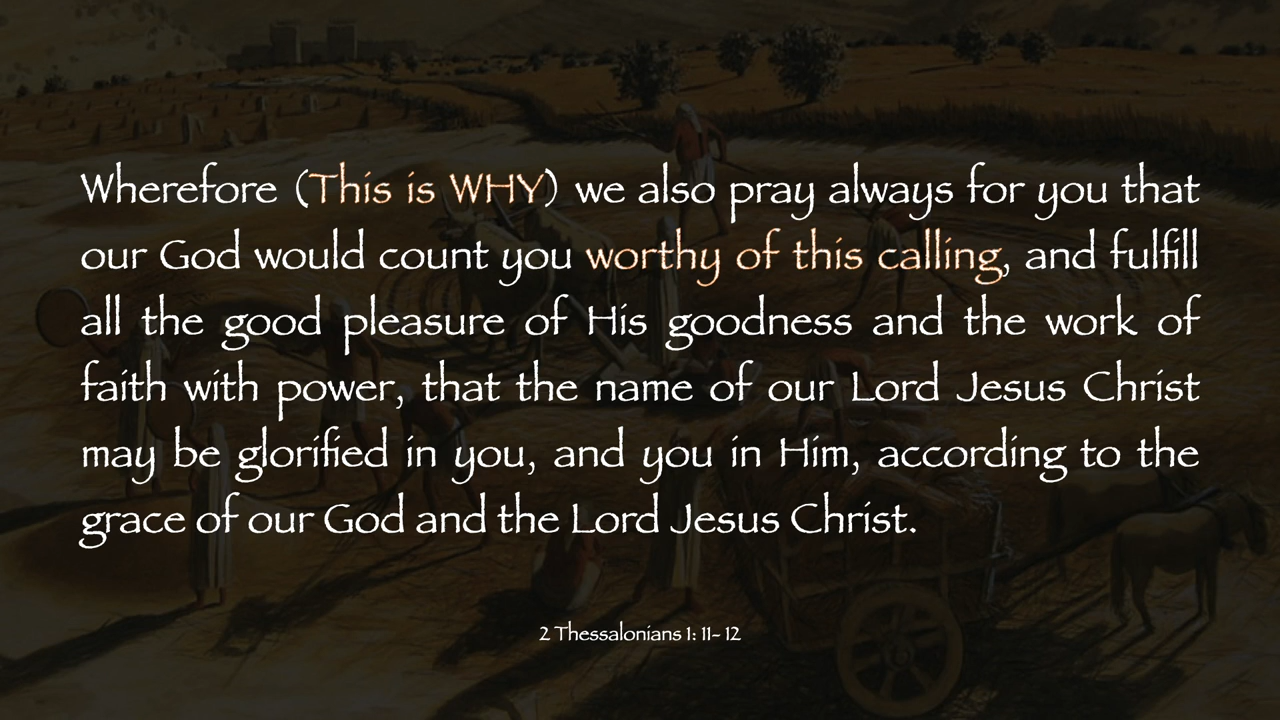 Wherefore (This is WHY) we also pray always for you that
our God would count you worthy of this calling, and fulfill
all the good pleasure of His goodness and the work of
faith with power, that the name of our Lord Jesus Christ
may be glorified in you, and you in Him, according to the
grace of our God and the Lord Jesus Christ.
2 Thessalonians 1: 11- 12